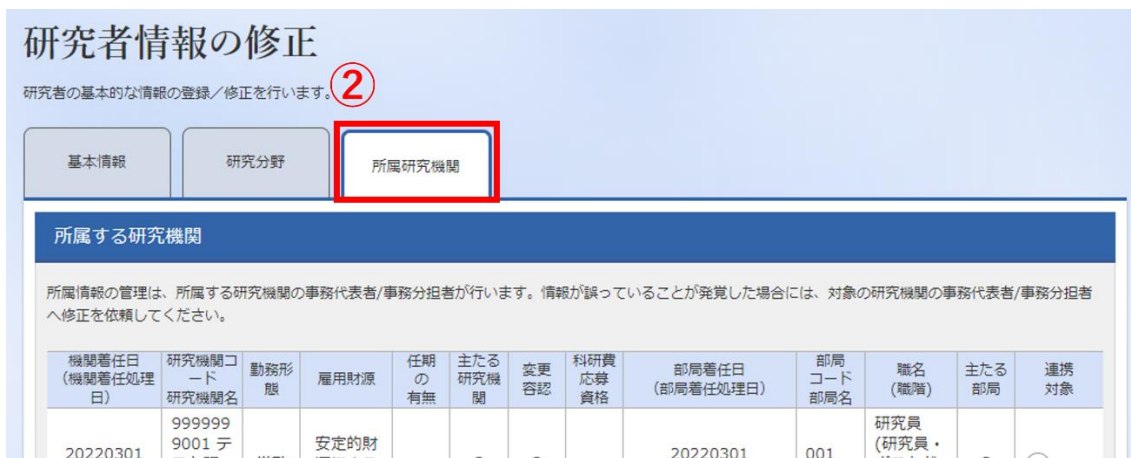 研究者情報の修正
研究者の基本的な情報の登録／修正を行います。
②
基本情報
研究分野
所属研究機関
所属する研究機関
所属情報の管理は、所属する研究機関の事務代表者/事務分担者が行います。情報が誤っていることが発覚した場合には、対象の研究機関の事務代表者/事務分担者
へ修正を依頼してください。
機関着任日
（機関着任処理
日）
研究機関コ
ード
研究機関名
勤務形
態
雇用財源
任期
の
有無
主たる
研究機
関
変更
容認
科研費
応募
資格
部局着任日
（部局着任処理日）
部局
コード
部局名
職名
（職階）
主たる
部局
連携
対象
20220301
999999
9001 テ
安定的財
20220301
001
研究員
(研究員・